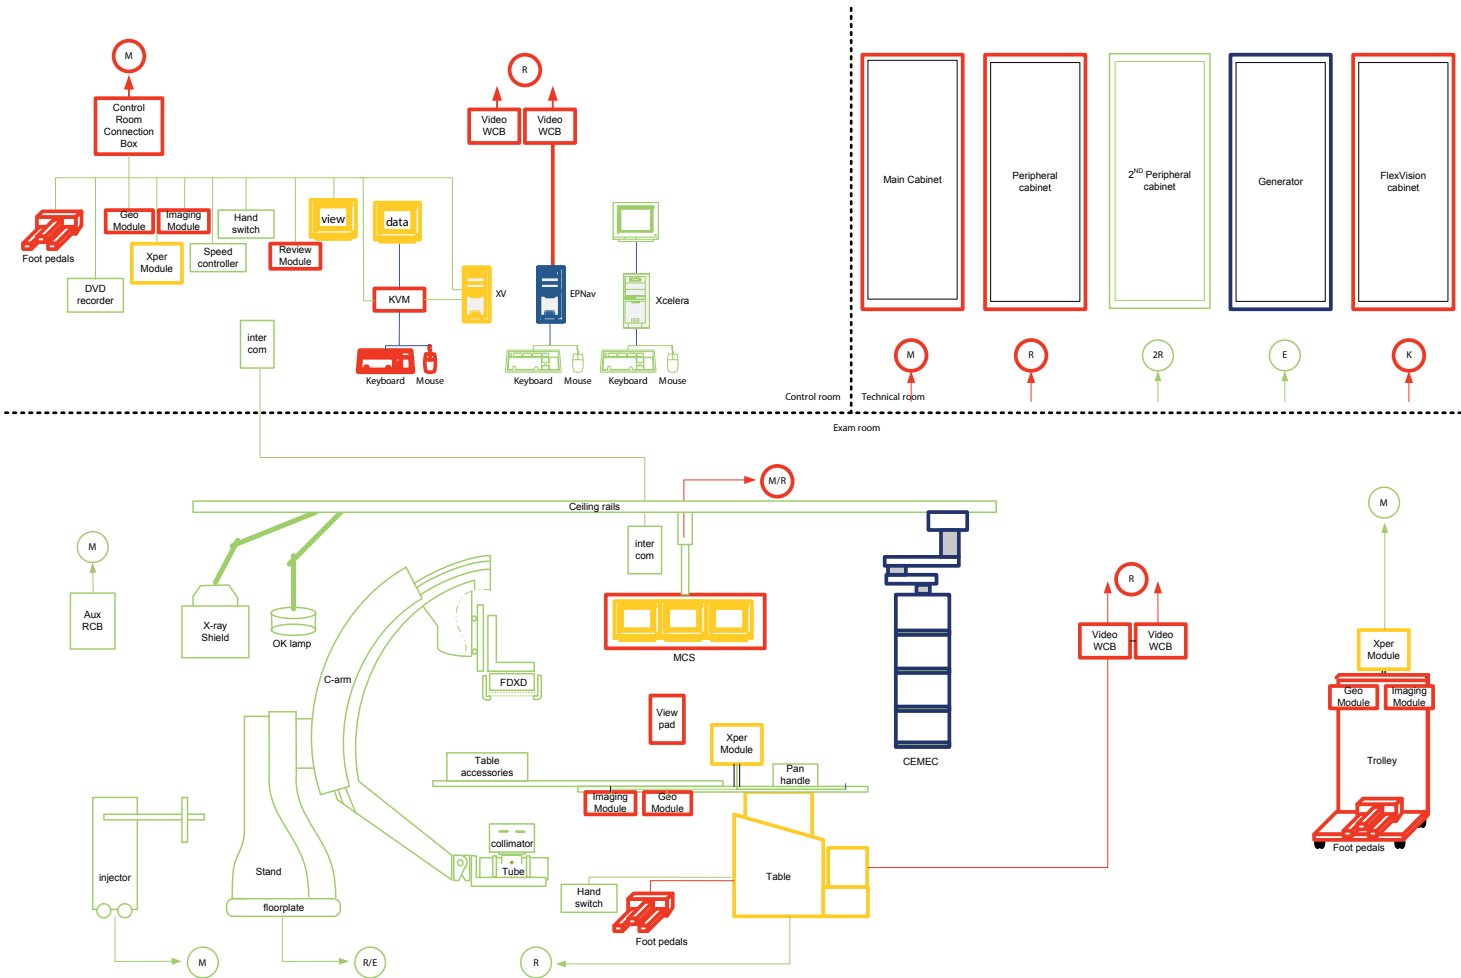 M
Control
Room
Connection
Box
R
Video
WCB
Video
WCB
Foot pedals
Geo
Module
Imaging
Module
Hand
switch
Xper
Module
Speed
controller
Review
Module
DVD
recorder
view
data
KVM
XV
EPNav
Xcelera
inter
com
Keyboard
Mouse
Keyboard
Mouse
Keyboard
Mouse
Control room
Main Cabinet
Peripheral
cabinet
2ND Peripheral
cabinet
Generator
FlexVision
cabinet
M
R
2R
E
K
Technical room
Exam room
M/R
Ceiling rails
M
Aux
RCB
X-ray
Shield
OK lamp
inter
com
C-arm
FDXD
MCS
View
pad
Xper
Module
Table
accessories
Pan
handle
Imaging
Module
Geo
Module
CEMEC
R
Video
WCB
Video
WCB
M
Xper
Module
Geo
Module
Imaging
Module
Trolley
Foot pedals
injector
Stand
floorplate
collimator
Tube
Hand
switch
Table
Foot pedals
M
R/E
R